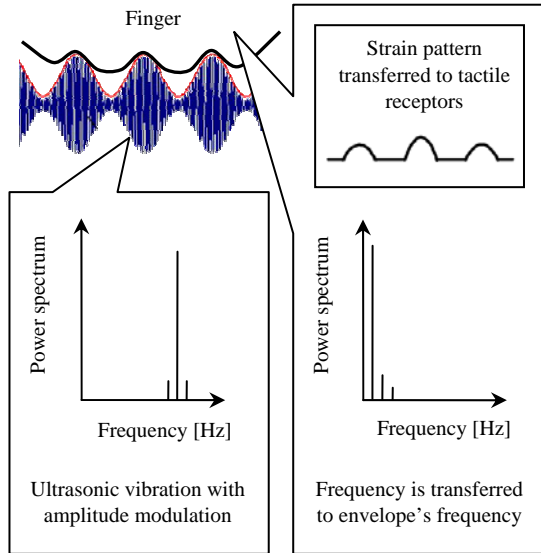 Finger
Strain pattern
transferred to tactile
receptors
Power spectrum
Frequency [Hz]
Ultrasonic vibration with
amplitude modulation
Power spectrum
Frequency [Hz]
Frequency is transferred
to envelope's frequency